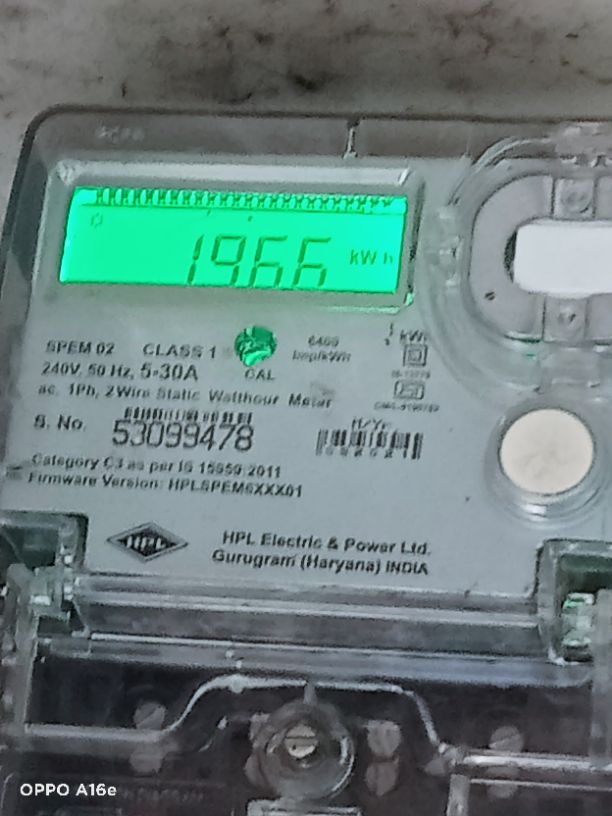 1966 kWh
SPEM 02 CLASS 1 6400
imp/kWh
240V, 50 Hz, 5-30A CAL
ac, 1Ph, 2Wire Static Watthour Meter
S. No. 53099478 M/Yr.
Category C3 as per IS 15959:2011
Firmware Version: HPLSPEM6XXX01
HPL HPL Electric & Power Ltd.
Gurugram (Haryana) INDIA
OPPO A16e